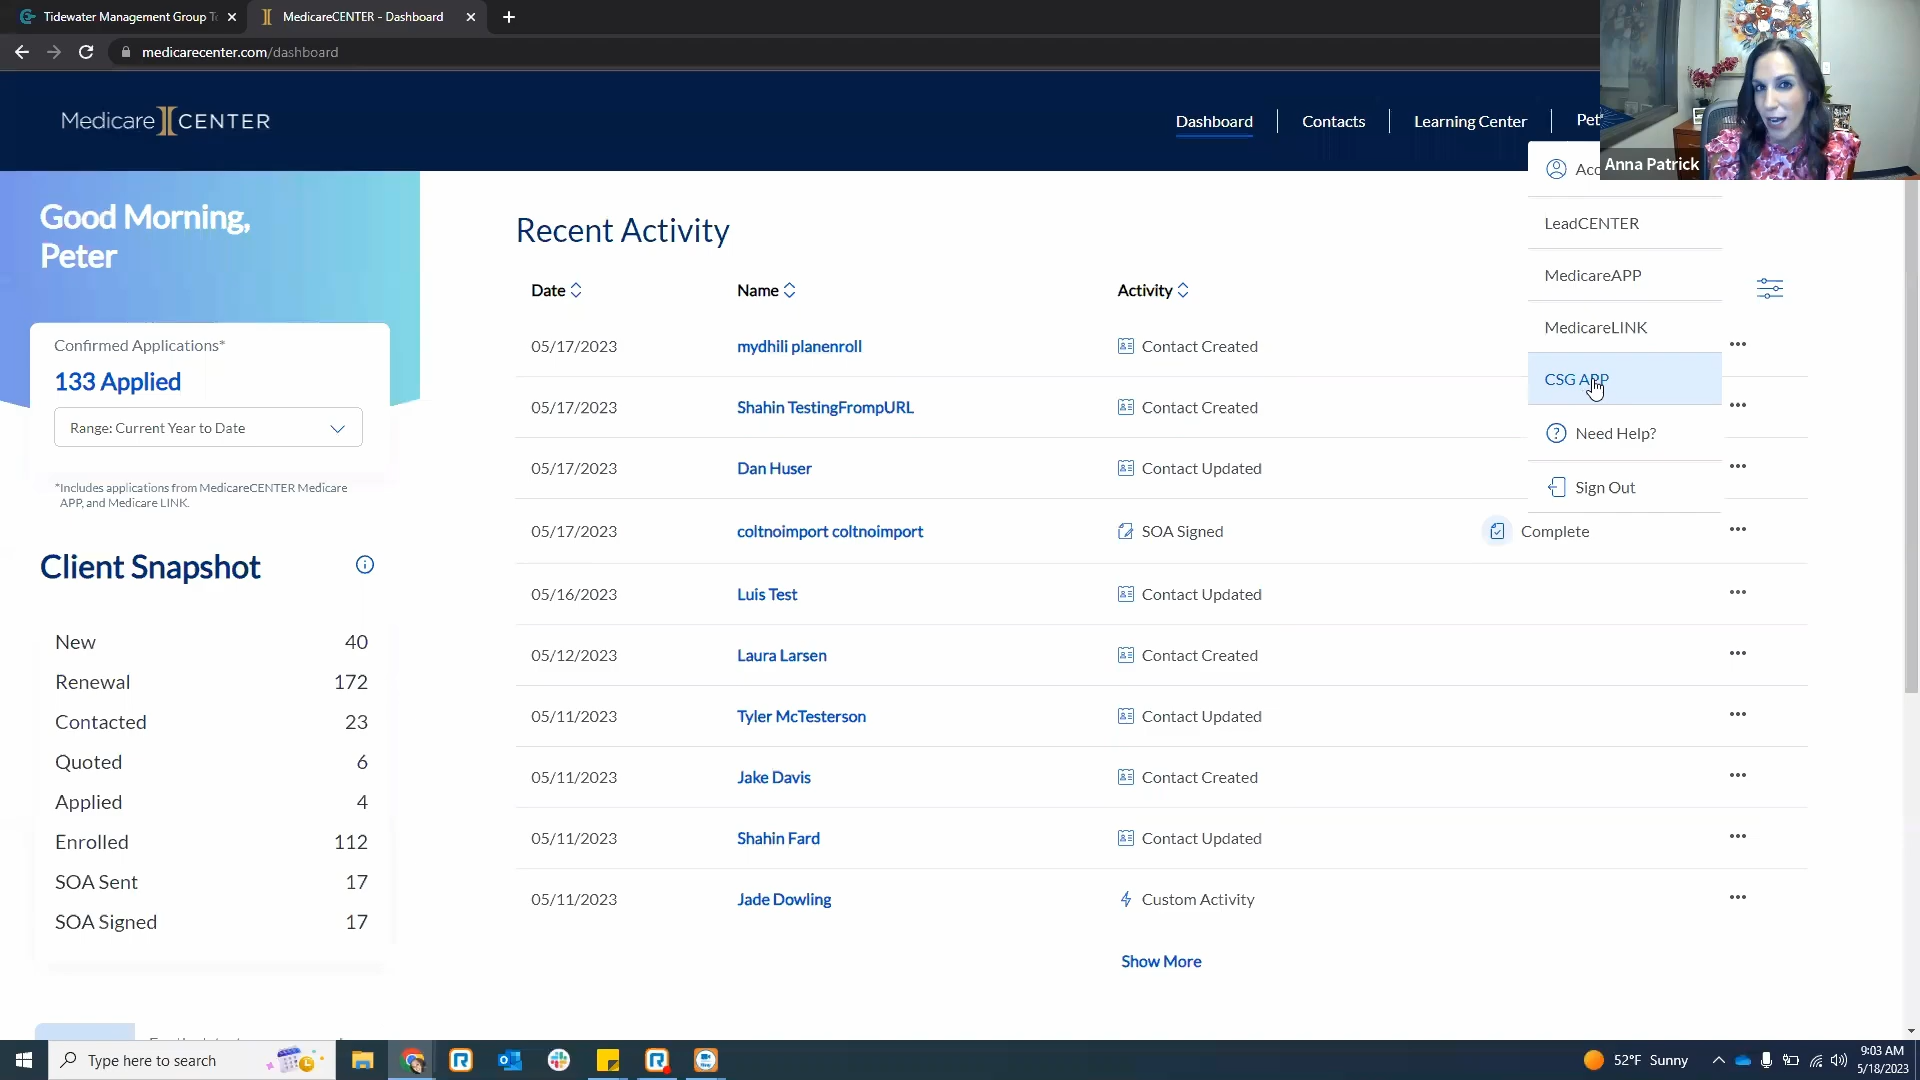 Tidewater Management Group T
MedicareCENTER - Dashboard
medicarecenter.com/dashboard
Medicare CENTER
Dashboard
Contacts
Learning Center
Pet
Anna Patrick
Good Morning,
Peter
Confirmed Applications*
133 Applied
Range: Current Year to Date
*Includes applications from MedicareCENTER Medicare
APP, and Medicare LINK.
Client Snapshot
New 40
Renewal 172
Contacted 23
Quoted 6
Applied 4
Enrolled 112
SOA Sent 17
SOA Signed 17
Recent Activity
Date Name Activity
05/17/2023 mydhili planenroll Contact Created
05/17/2023 Shahin TestingFrompURL Contact Created
05/17/2023 Dan Huser Contact Updated
05/17/2023 coltnoimport coltnoimport SOA Signed Complete
05/16/2023 Luis Test Contact Updated
05/12/2023 Laura Larsen Contact Created
05/11/2023 Tyler McTesterson Contact Updated
05/11/2023 Jake Davis Contact Created
05/11/2023 Shahin Fard Contact Updated
05/11/2023 Jade Dowling Custom Activity
Show More
Acc
LeadCENTER
MedicareAPP
MedicareLINK
CSG APP
Need Help?
Sign Out
Type here to search
52°F Sunny
9:03 AM
5/18/2023